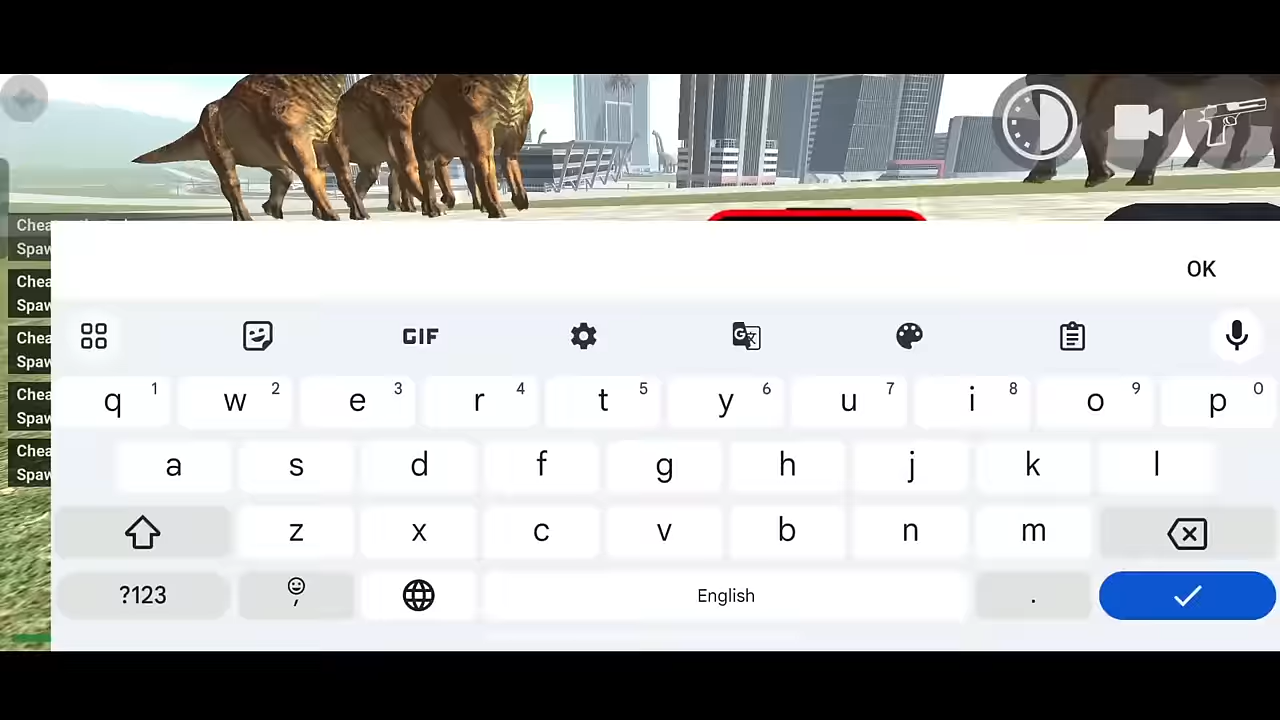 Chea
Spaw
OK
Chea
Spaw
GIF
Chea
Spaw
q 1 w 2 e 3 r 4 t 5 y 6 u 7 i 8 o 9 p 0
Chea
Spaw
a s d f g h j k l
Chea
Spaw
z x c v b n m
?123 , English .